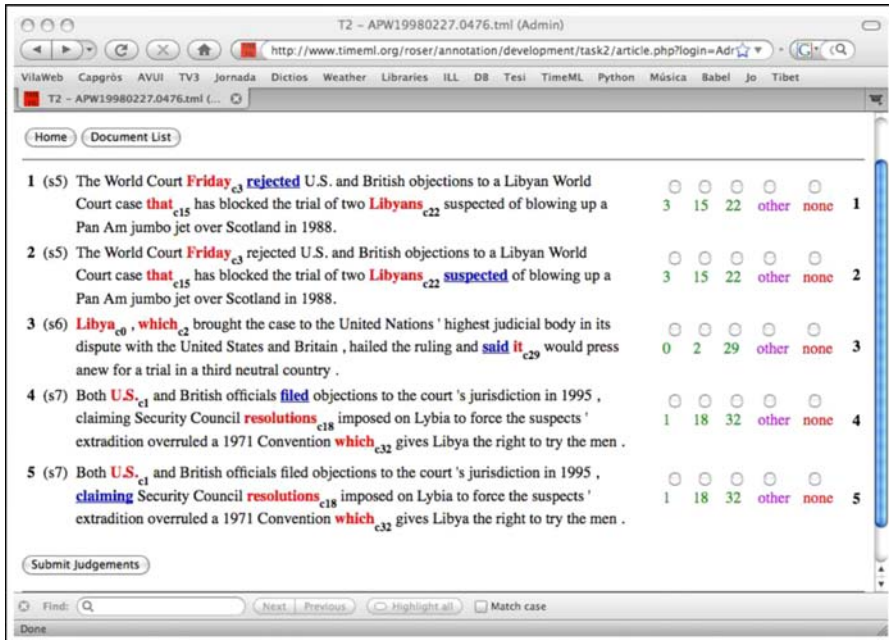 T2 – APW19980227.0476.tml (Admin)
http://www.timeml.org/roser/annotation/development/task2/article.php?login=Adr
VilaWeb Capgròs AVUI TV3 Jornada Dictios Weather Libraries ILL DB Tesi TimeML Python Música Babel Jo Tibet
T2 – APW19980227.0476.tml (...
Home Document List
1 (s5) The World Court Friday c3 rejected U.S. and British objections to a Libyan World
Court case that c15 has blocked the trial of two Libyans c22 suspected of blowing up a
Pan Am jumbo jet over Scotland in 1988.
3 15 22 other none 1
2 (s5) The World Court Friday c3 rejected U.S. and British objections to a Libyan World
Court case that c15 has blocked the trial of two Libyans c22 suspected of blowing up a
Pan Am jumbo jet over Scotland in 1988.
3 15 22 other none 2
3 (s6) Libya c0 , which c2 brought the case to the United Nations ' highest judicial body in its
dispute with the United States and Britain , hailed the ruling and said it c29 would press
anew for a trial in a third neutral country .
0 2 29 other none 3
4 (s7) Both U.S. c1 and British officials filed objections to the court 's jurisdiction in 1995 ,
claiming Security Council resolutions c18 imposed on Lybia to force the suspects '
extradition overruled a 1971 Convention which c32 gives Libya the right to try the men .
1 18 32 other none 4
5 (s7) Both U.S. c1 and British officials filed objections to the court 's jurisdiction in 1995 ,
claiming Security Council resolutions c18 imposed on Lybia to force the suspects '
extradition overruled a 1971 Convention which c32 gives Libya the right to try the men .
1 18 32 other none 5
Submit Judgements
Find: Next Previous Highlight all Match case
Done